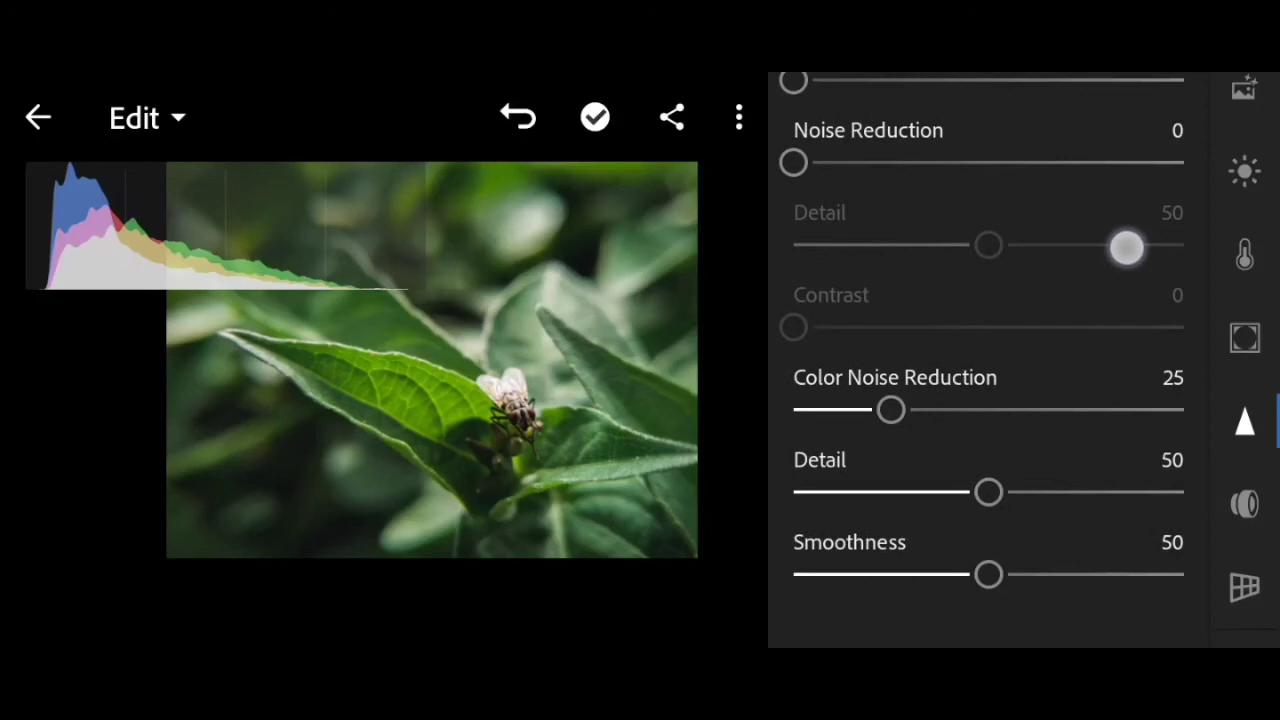 Edit
Noise Reduction 0
Detail 50
Contrast 0
Color Noise Reduction 25
Detail 50
Smoothness 50